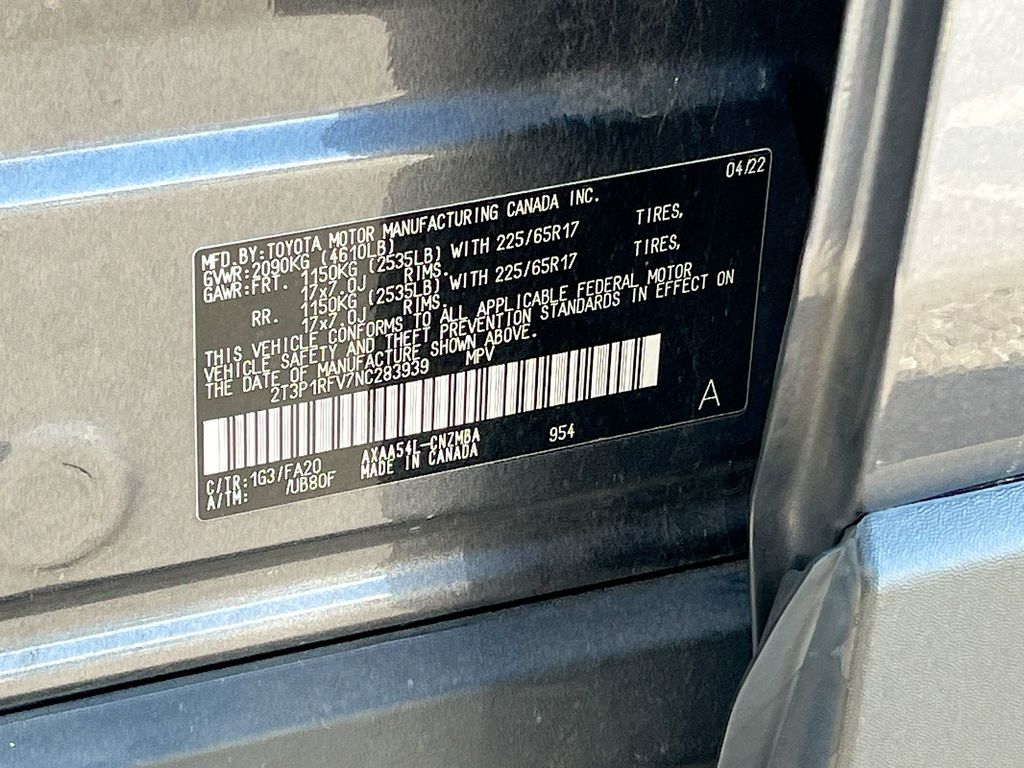 04/22
MFD. BY: TOYOTA MOTOR MANUFACTURING CANADA INC.
GVWR: 2090KG (4610LB)
GAWR: FRT. 1150KG (2535LB) WITH 225/65R17 TIRES,
17x7.0J RIMS.
RR. 1150KG (2535LB) WITH 225/65R17 TIRES,
17x7.0J RIMS.
THIS VEHICLE CONFORMS TO ALL APPLICABLE FEDERAL MOTOR
VEHICLE SAFETY AND THEFT PREVENTION STANDARDS IN EFFECT ON
THE DATE OF MANUFACTURE SHOWN ABOVE.
2T3P1RFV7NC283939 MPV
A
C/TR: 1G3/FA20 AXAA54L-CNZMBA 954
A/TM: /UB80F MADE IN CANADA